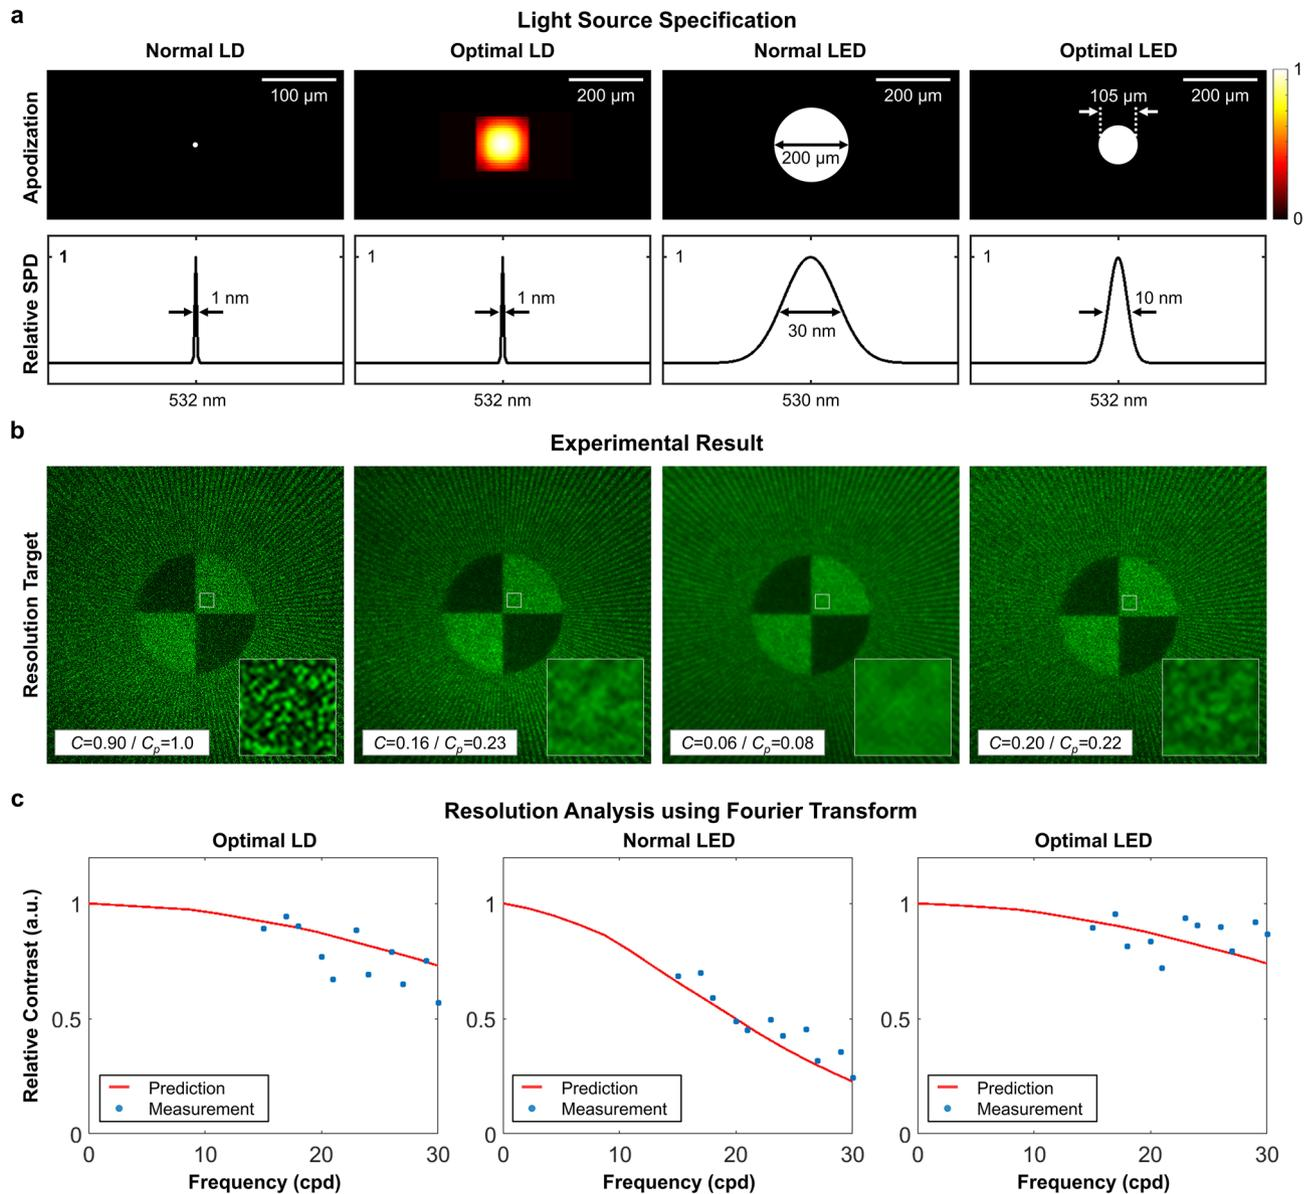 a
Light Source Specification
Normal LD
Optimal LD
Normal LED
Optimal LED
Apodization
100 µm
200 µm
200 µm
200 µm
200 µm
105 µm
1
0
Relative SPD
1
1 nm
532 nm
1
1 nm
532 nm
1
30 nm
530 nm
1
10 nm
532 nm
b
Experimental Result
Resolution Target
C=0.90 / Cp=1.0
C=0.16 / Cp=0.23
C=0.06 / Cp=0.08
C=0.20 / Cp=0.22
c
Resolution Analysis using Fourier Transform
Optimal LD
Normal LED
Optimal LED
Relative Contrast (a.u.)
1
0.5
0
Prediction
Measurement
0 10 20 30
Frequency (cpd)
1
0.5
0
Prediction
Measurement
0 10 20 30
Frequency (cpd)
1
0.5
0
Prediction
Measurement
0 10 20 30
Frequency (cpd)